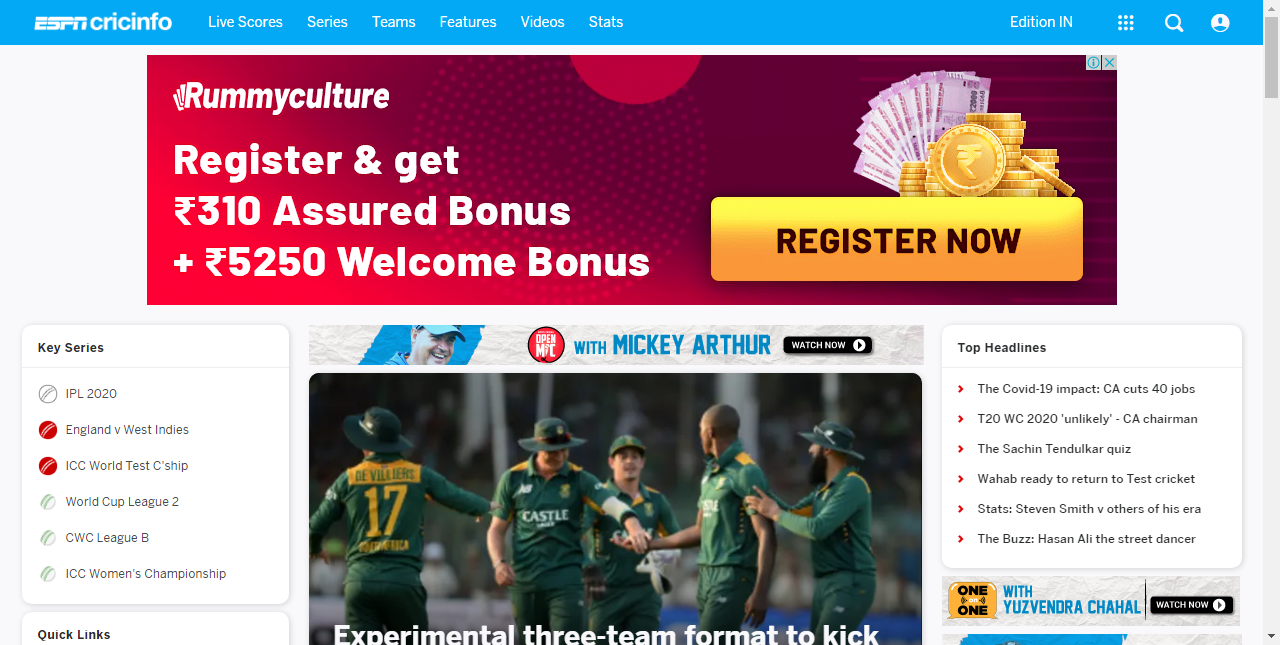 ESPN cricinfo
Live Scores Series Teams Features Videos Stats
Edition IN
Rummyculture
Register & get
₹310 Assured Bonus
+ ₹5250 Welcome Bonus
REGISTER NOW
Key Series
IPL 2020
England v West Indies
ICC World Test C'ship
World Cup League 2
CWC League B
ICC Women's Championship
Quick Links
OPEN
MIC
WITH MICKEY ARTHUR
WATCH NOW
DE VILLIERS
17
SOUTH AFRICA
CASTLE
Experimental three-team format to kick
Top Headlines
The Covid-19 impact: CA cuts 40 jobs
T20 WC 2020 'unlikely' - CA chairman
The Sachin Tendulkar quiz
Wahab ready to return to Test cricket
Stats: Steven Smith v others of his era
The Buzz: Hasan Ali the street dancer
ONE
ON
ONE
WITH
YUZVENDRA CHAHAL
WATCH NOW